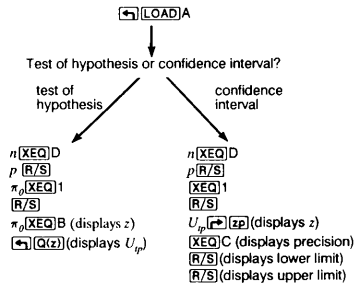 [↰] [LOAD] A
Test of hypothesis or confidence interval?
test of
hypothesis
n [XEQ] D
p [R/S]
π₀ [XEQ] 1
[R/S]
π₀ [XEQ] B (displays z)
[↰] [Q(z)] (displays Uₜₚ)
confidence
interval
n [XEQ] D
p [R/S]
[XEQ] 1
[R/S]
Uₜₚ [↱] [zp] (displays z)
[XEQ] C (displays precision)
[R/S] (displays lower limit)
[R/S] (displays upper limit)